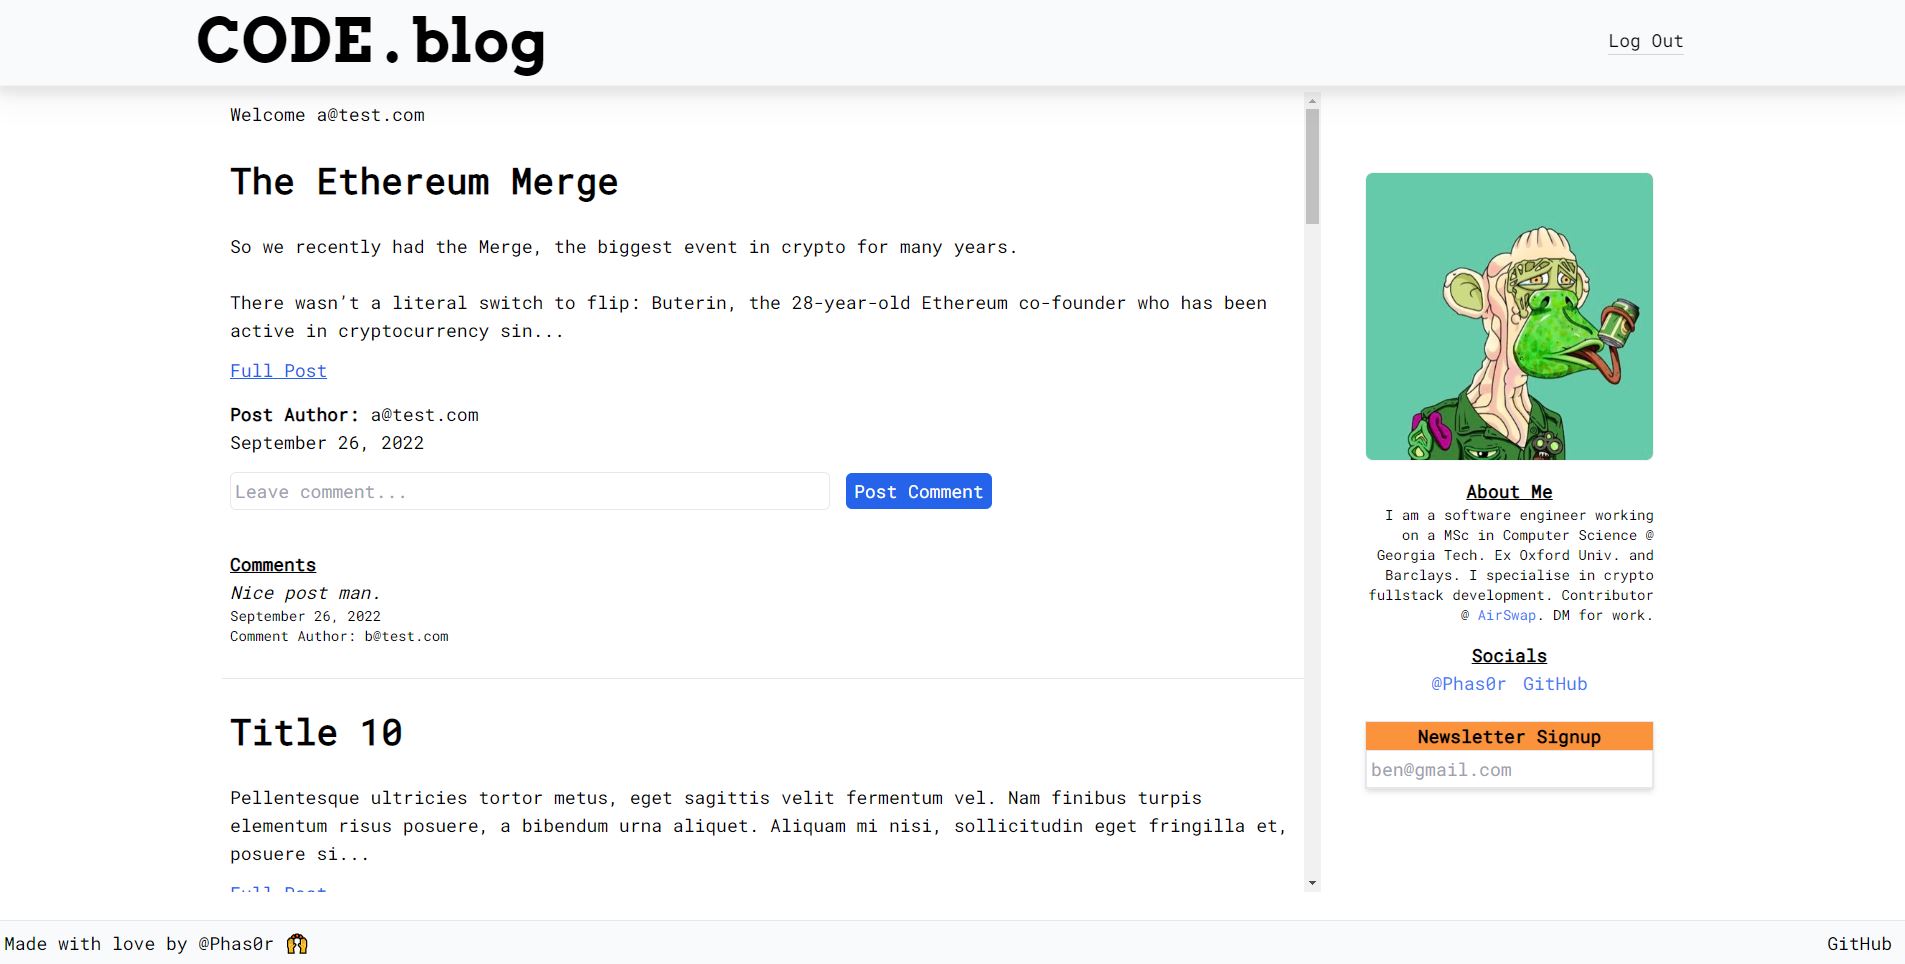 CODE.blog
Log Out
Welcome a@test.com
The Ethereum Merge
So we recently had the Merge, the biggest event in crypto for many years.
There wasn’t a literal switch to flip: Buterin, the 28-year-old Ethereum co-founder who has been
active in cryptocurrency sin...
Full Post
Post Author: a@test.com
September 26, 2022
Leave comment...
Post Comment
Comments
Nice post man.
September 26, 2022
Comment Author: b@test.com
Title 10
Pellentesque ultricies tortor metus, eget sagittis velit fermentum vel. Nam finibus turpis
elementum risus posuere, a bibendum urna aliquet. Aliquam mi nisi, sollicitudin eget fringilla et,
posuere si...
Full Post
About Me
I am a software engineer working
on a MSc in Computer Science @
Georgia Tech. Ex Oxford Univ. and
Barclays. I specialise in crypto
fullstack development. Contributor
@ AirSwap. DM for work.
Socials
@Phas0r GitHub
Newsletter Signup
ben@gmail.com
Made with love by @Phas0r
GitHub